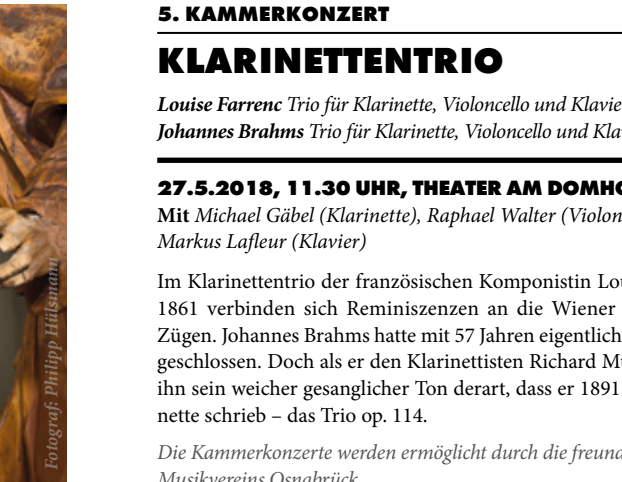 5. KAMMERKONZERT
KLARINETTENTRIO
Louise Farrenc Trio für Klarinette, Violoncello und Klavie
Johannes Brahms Trio für Klarinette, Violoncello und Kla
27.5.2018, 11.30 UHR, THEATER AM DOMHO
Mit Michael Gäbel (Klarinette), Raphael Walter (Violon
Markus Lafleur (Klavier)
Im Klarinettentrio der französischen Komponistin Lou
1861 verbinden sich Reminiszenzen an die Wiener
Zügen. Johannes Brahms hatte mit 57 Jahren eigentlich
geschlossen. Doch als er den Klarinettisten Richard Mü
ihn sein weicher gesanglicher Ton derart, dass er 1891
nette schrieb – das Trio op. 114.
Die Kammerkonzerte werden ermöglicht durch die freund
Musikvereins Osnabrück
Fotograf: Philipp Hülsmann